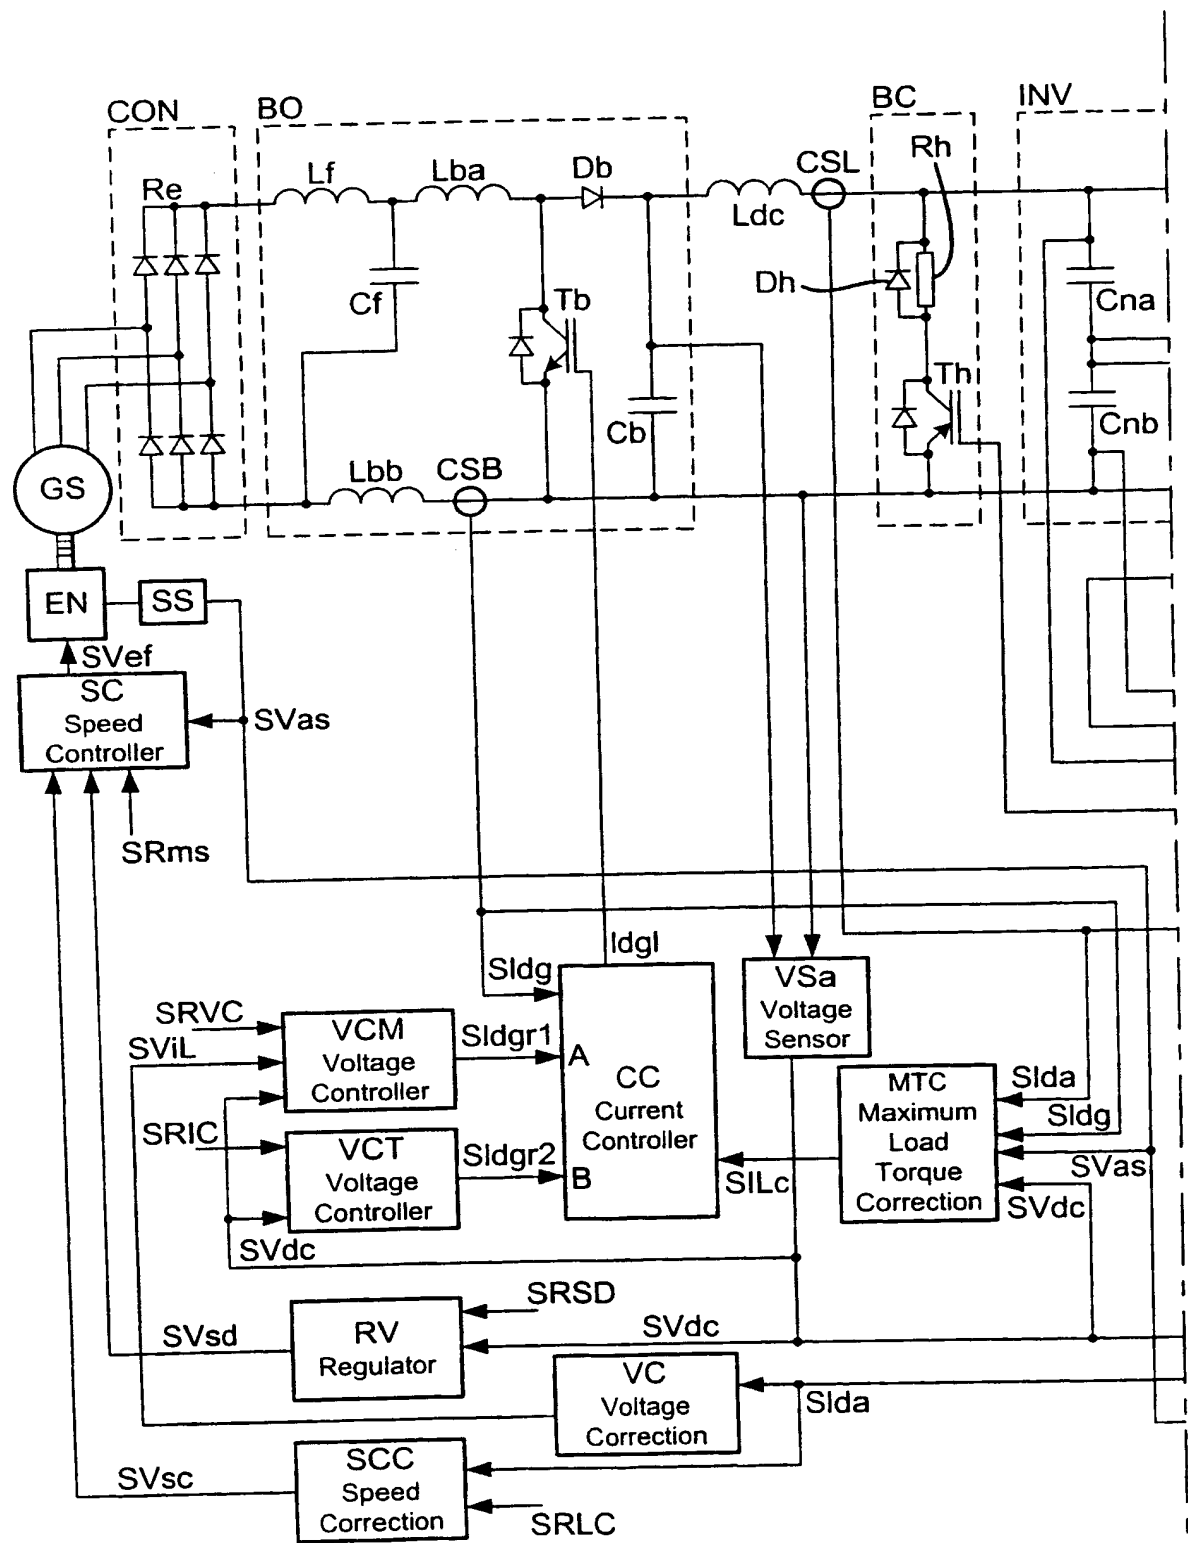 CON
BO
BC
INV
Re
Lf
Lba
Db
CSL
Rh
Ldc
Dh
Cf
Tb
Cna
Th
Cb
Cnb
Lbb
CSB
GS
EN
SS
SVef
SC
Speed
Controller
SVas
SRms
Idgl
SIdg
VSa
Voltage
Sensor
SRVC
SViL
VCM
Voltage
Controller
SIdgr1
A
CC
Current
Controller
MTC
Maximum
Load
Torque
Correction
SIda
SIdg
SVas
SVdc
SRIC
VCT
Voltage
Controller
SIdgr2
B
SILc
SVdc
SRSD
RV
Regulator
SVsd
SVdc
VC
Voltage
Correction
SIda
SCC
Speed
Correction
SVsc
SRLC